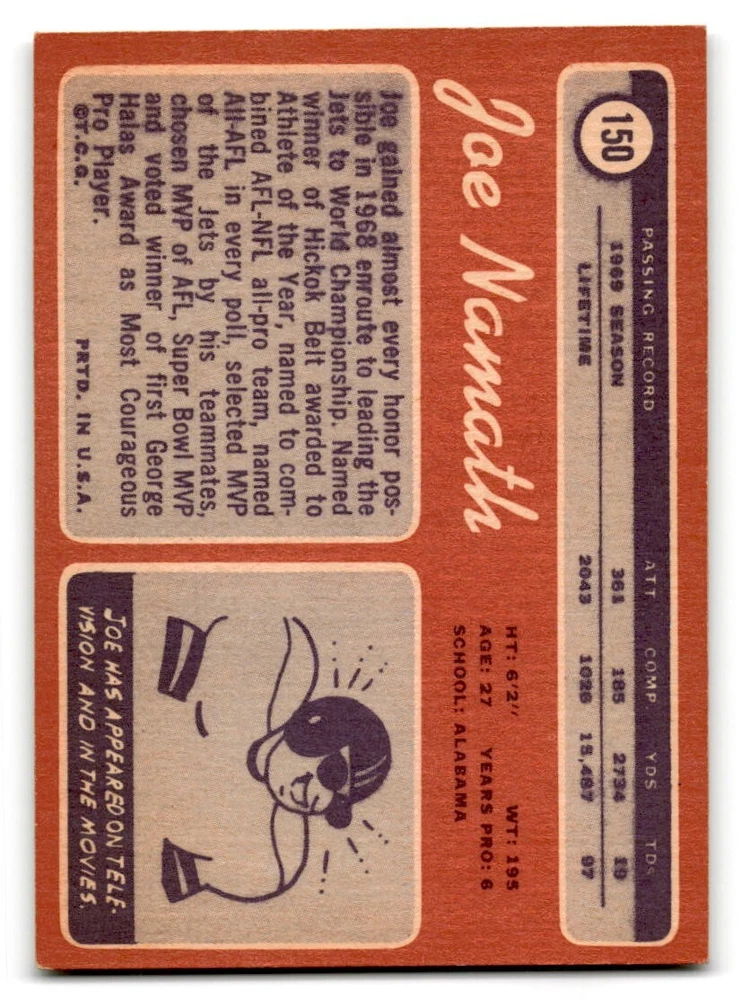 150
PASSING RECORD ATT. COMP. YDS TDS
1969 SEASON 361 185 2734 19
LIFETIME 2043 1026 15,487 97
Joe Namath
HT: 6'2" WT: 195
AGE: 27 YEARS PRO: 6
SCHOOL: ALABAMA
Joe gained almost every honor pos-
sible in 1968 enroute to leading the
Jets to World Championship. Named
winner of Hickok Belt awarded to
Athlete of the Year, named to com-
bined AFL-NFL all-pro team, named
All-AFL in every poll, selected MVP
of the Jets by his teammates,
chosen MVP of AFL, Super Bowl MVP
and voted winner of first George
Halas Award as Most Courageous
Pro Player.
©T.C.G. PRTD. IN U.S.A.
JOE HAS APPEARED ON TELE-
VISION AND IN THE MOVIES.